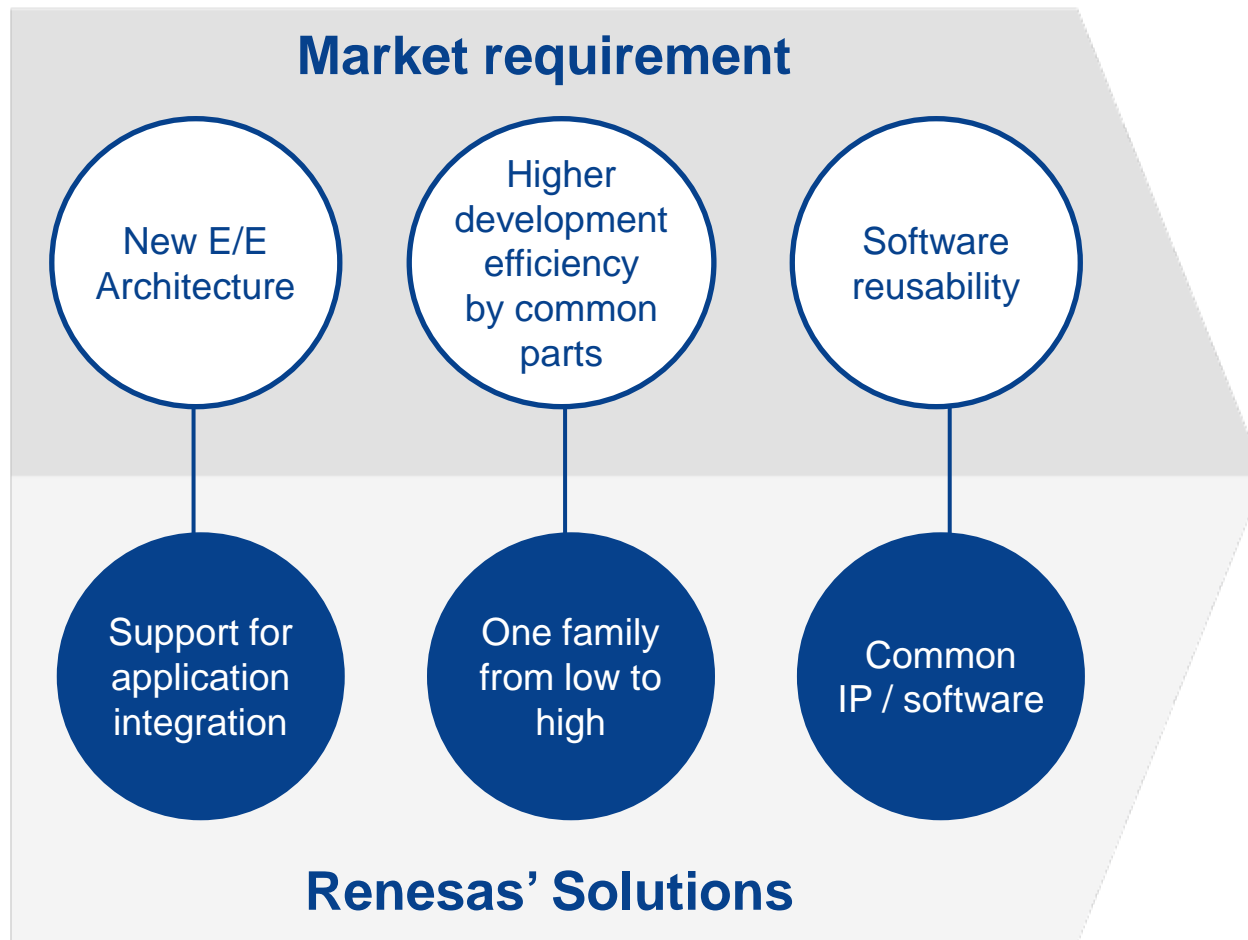 Market requirement
New E/E
Architecture
Higher
development
efficiency
by common
parts
Software
reusability
Support for
application
integration
One family
from low to
high
Common
IP / software
Renesas’ Solutions